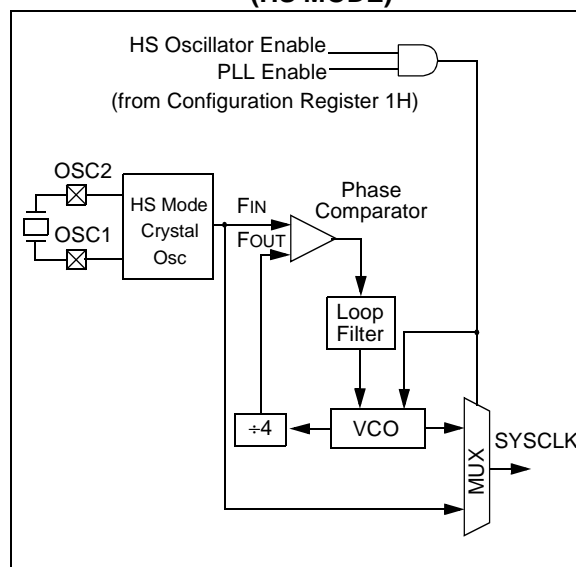 (HS MODE)
HS Oscillator Enable
PLL Enable
(from Configuration Register 1H)
OSC2
OSC1
HS Mode
Crystal
Osc
FIN
FOUT
Phase
Comparator
Loop
Filter
÷4
VCO
MUX
SYSCLK